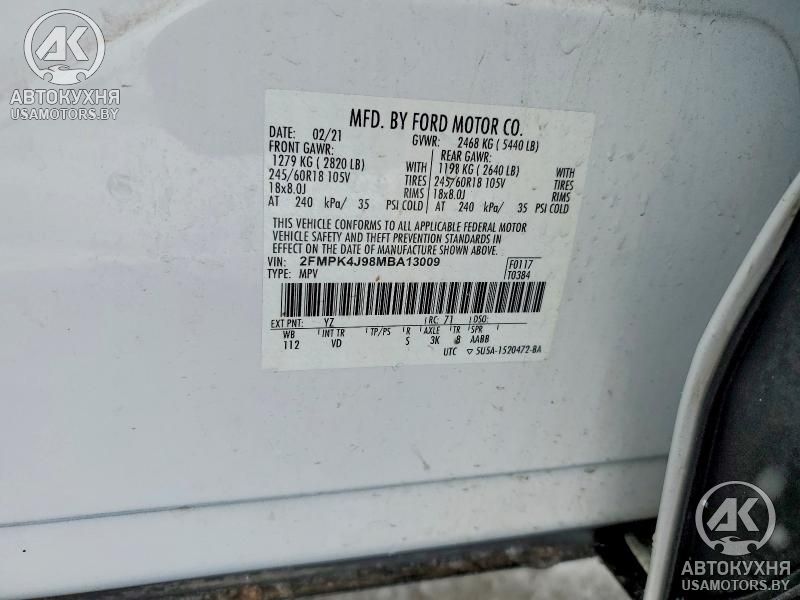 АК
АВТОКУХНЯ
USAMOTORS.BY
MFD. BY FORD MOTOR CO.
DATE: 02/21 GVWR: 2468 KG ( 5440 LB)
FRONT GAWR: REAR GAWR:
1279 KG ( 2820 LB) WITH 1198 KG ( 2640 LB) WITH
245/60R18 105V TIRES 245/60R18 105V TIRES
18x8.0J RIMS 18x8.0J RIMS
AT 240 kPa/ 35 PSI COLD AT 240 kPa/ 35 PSI COLD
THIS VEHICLE CONFORMS TO ALL APPLICABLE FEDERAL MOTOR
VEHICLE SAFETY AND THEFT PREVENTION STANDARDS IN
EFFECT ON THE DATE OF MANUFACTURE SHOWN ABOVE.
VIN: 2FMPK4J98MBA13009 F0117
TYPE: MPV T0384
EXT PNT: YZ RC: 71 DSO:
WB INT TR TP/PS R AXLE TR SPR
112 VD S 3K 8 AABB
UTC ▽ 5U5A-1520472-BA
АК
АВТОКУХНЯ
USAMOTORS.BY